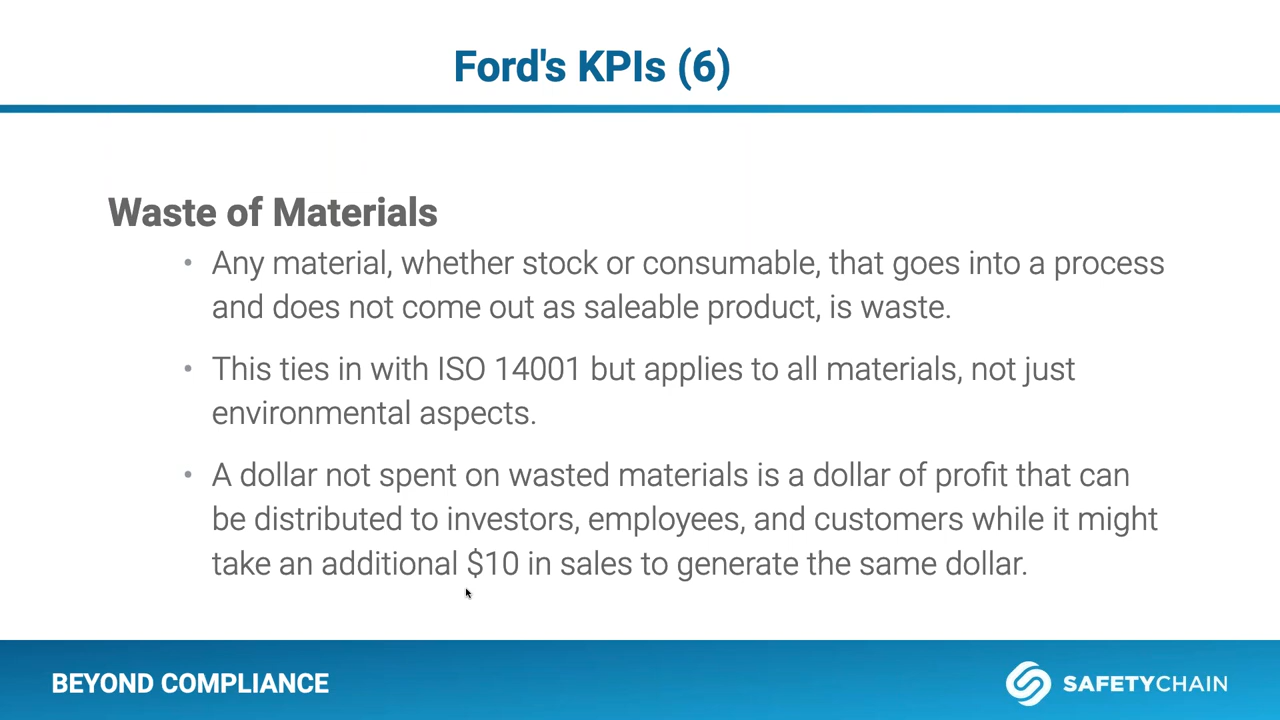 Ford's KPIs (6)
Waste of Materials
• Any material, whether stock or consumable, that goes into a process
and does not come out as saleable product, is waste.
• This ties in with ISO 14001 but applies to all materials, not just
environmental aspects.
• A dollar not spent on wasted materials is a dollar of profit that can
be distributed to investors, employees, and customers while it might
take an additional $10 in sales to generate the same dollar.
BEYOND COMPLIANCE
SAFETYCHAIN